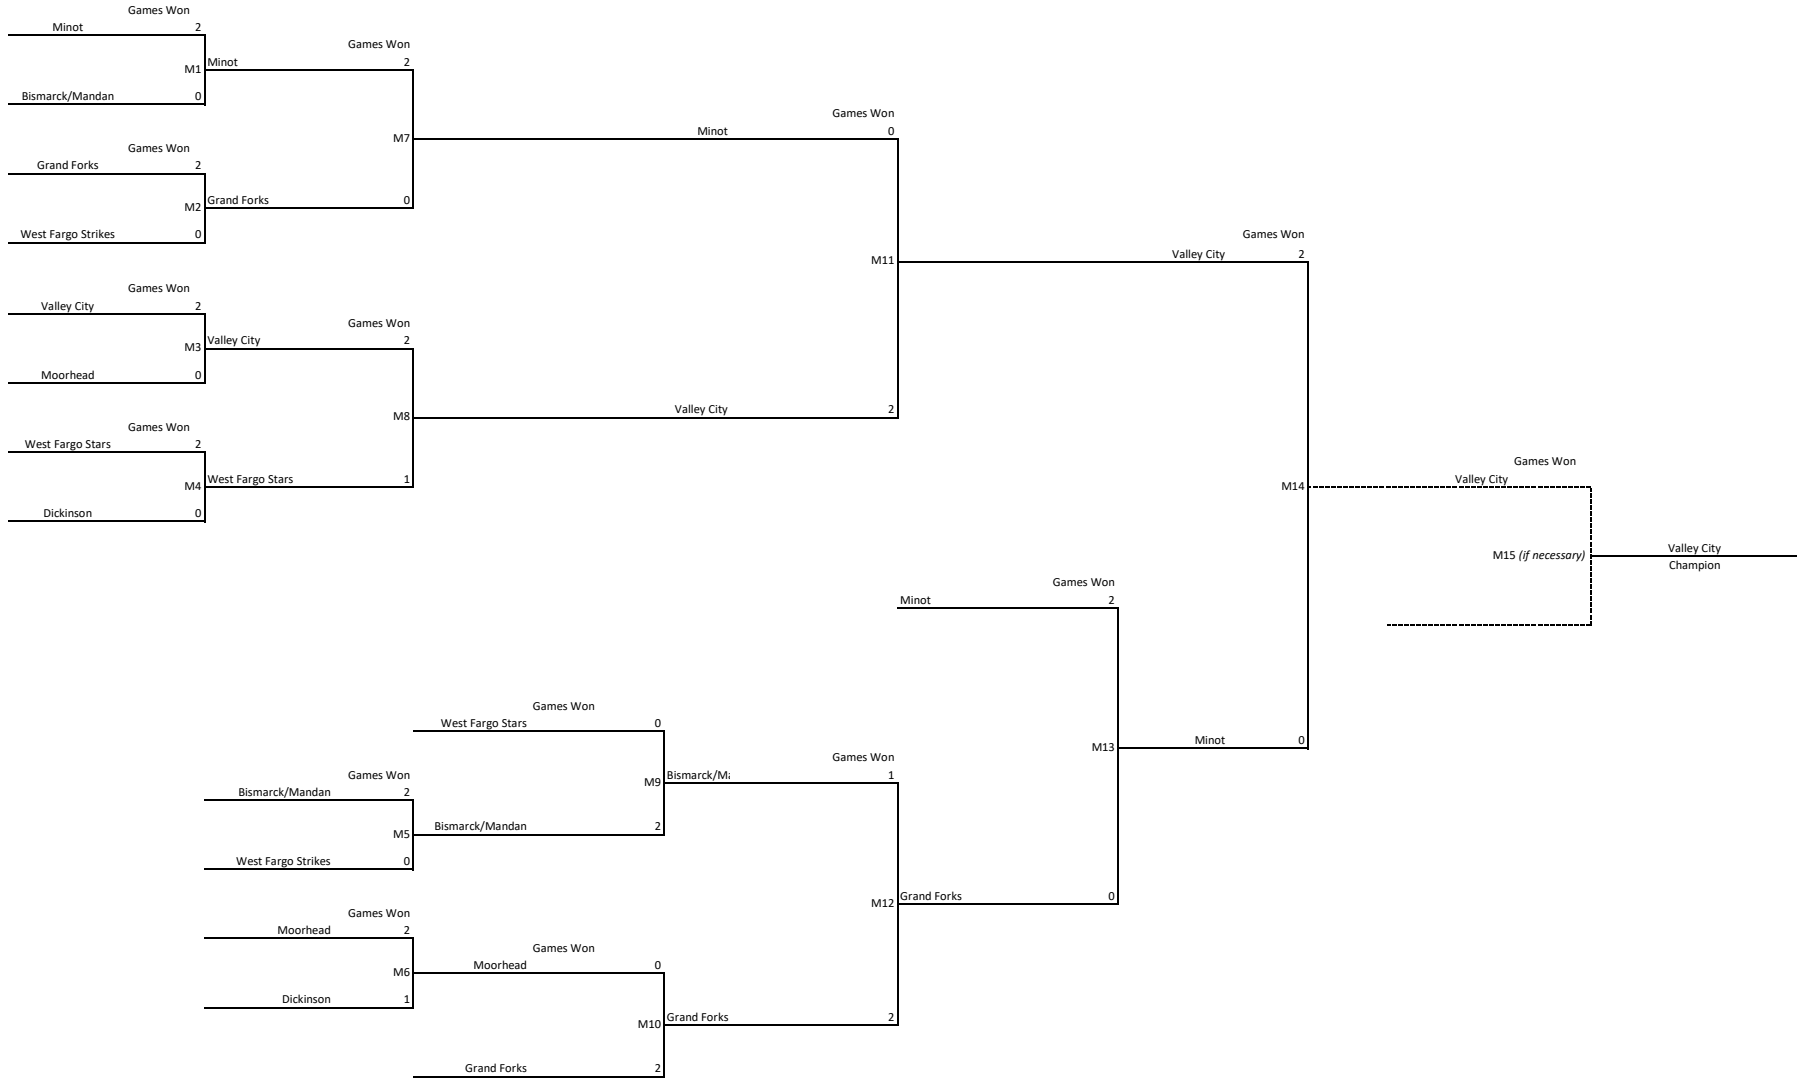 Games Won
Minot 2
Games Won
M1 Minot 2
Bismarck/Mandan 0
Games Won
M7 Minot 0
Games Won
Grand Forks 2
M2 Grand Forks 0
West Fargo Strikes 0
Games Won
M11 Valley City 2
Games Won
Valley City 2
Games Won
M3 Valley City 2
Moorhead 0
M8 Valley City 2
Games Won
West Fargo Stars 2
M4 West Fargo Stars 1
Dickinson 0
Games Won
M14 Valley City
M15 (if necessary) Valley City
Champion
Games Won
Minot 2
Games Won
West Fargo Stars 0
M13 Minot 0
Games Won
M9 Bismarck/Ma 1
Games Won
Bismarck/Mandan 2
M5 Bismarck/Mandan 2
West Fargo Strikes 0
M12 Grand Forks 0
Games Won
Moorhead 2
Games Won
M6 Moorhead 0
Dickinson 1
M10 Grand Forks 2
Grand Forks 2